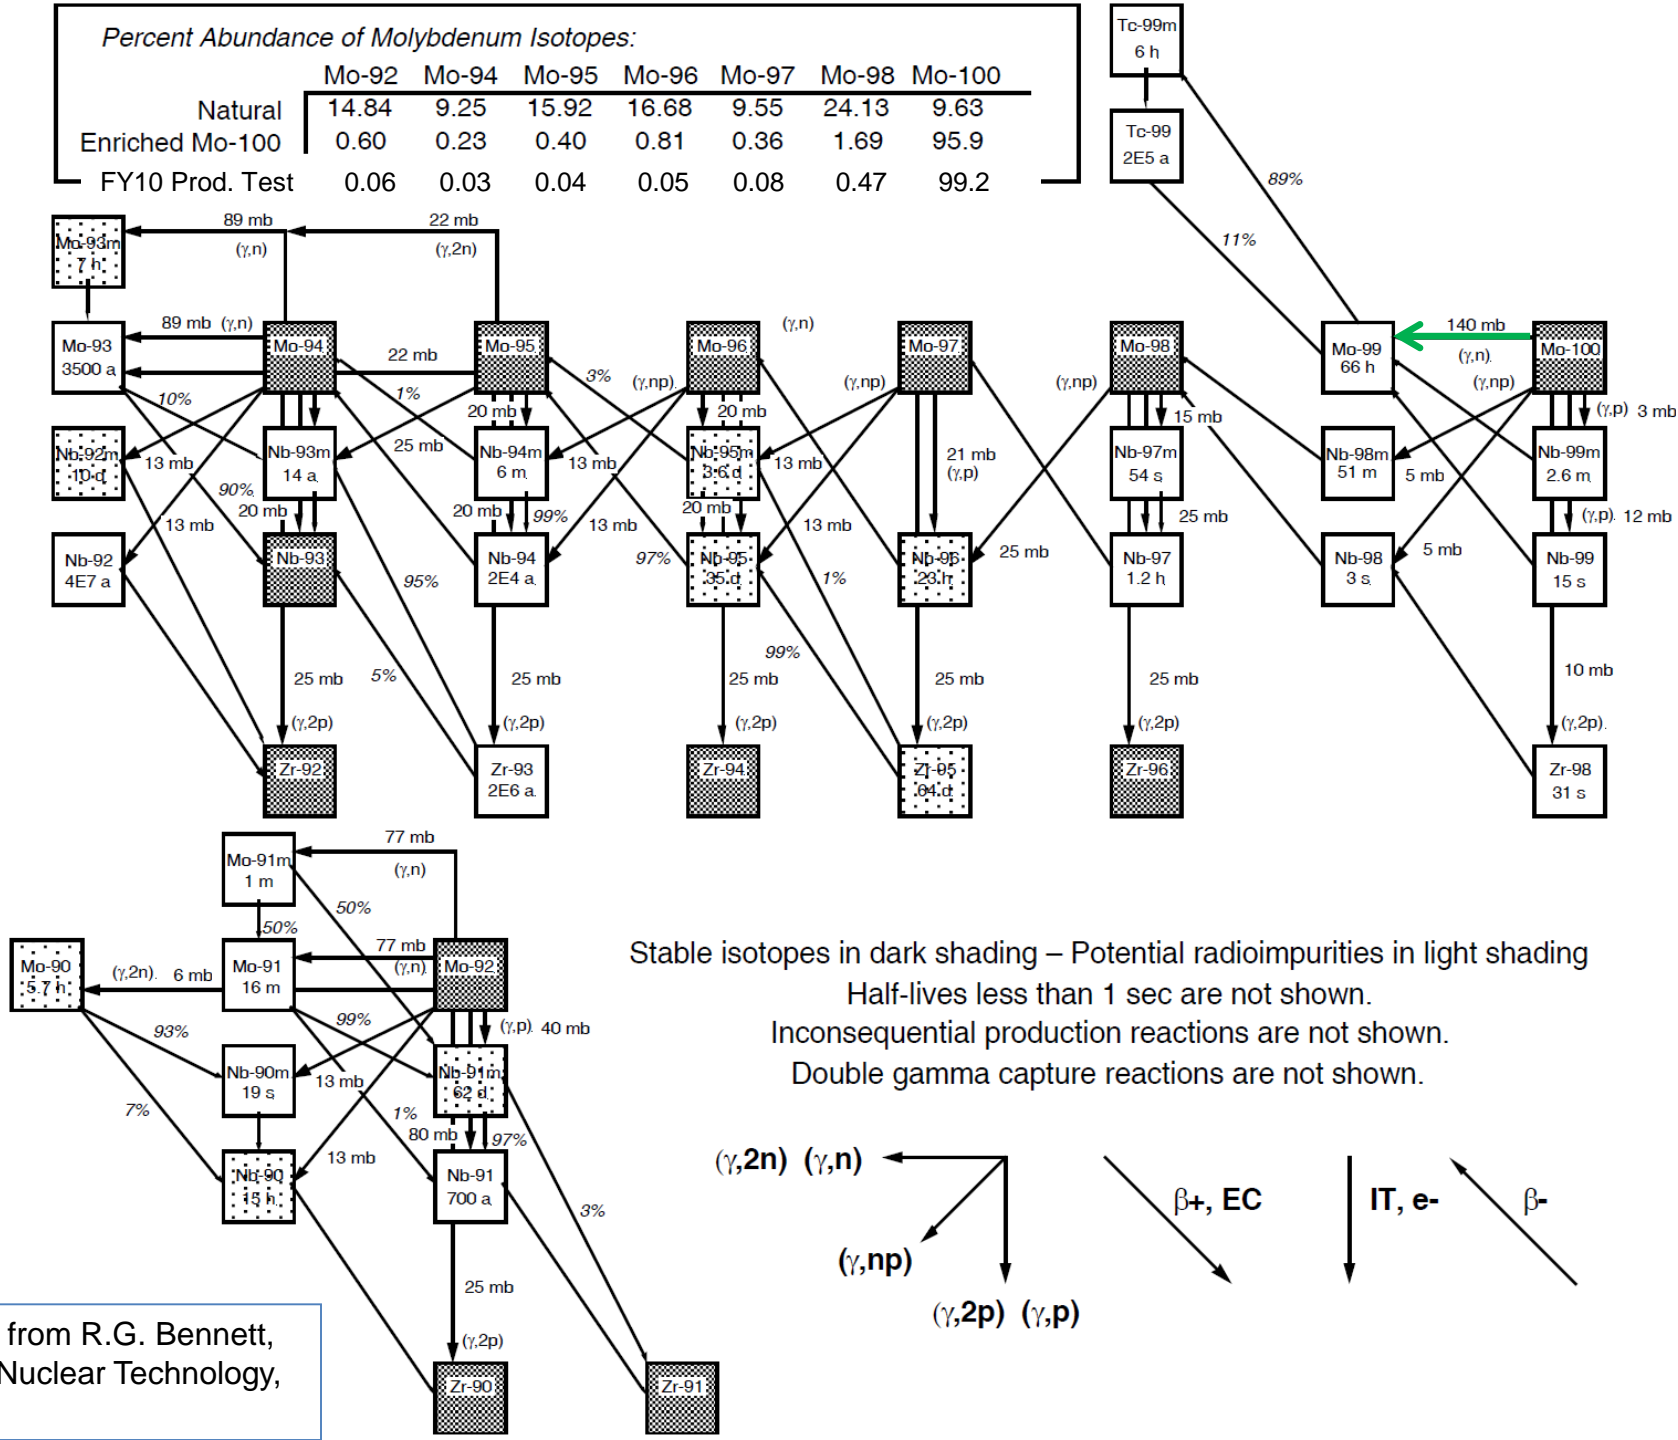 Percent Abundance of Molybdenum Isotopes:
Mo-92 Mo-94 Mo-95 Mo-96 Mo-97 Mo-98 Mo-100
Natural 14.84 9.25 15.92 16.68 9.55 24.13 9.63
Enriched Mo-100 0.60 0.23 0.40 0.81 0.36 1.69 95.9
FY10 Prod. Test 0.06 0.03 0.04 0.05 0.08 0.47 99.2
Tc-99m
6 h
Tc-99
2E5 a
89%
11%
89 mb
(γ,n)
22 mb
(γ,2n)
Mo-93m
7 h
Mo-93
3500 a
89 mb (γ,n)
Mo-94
22 mb
Mo-95
3%
Mo-96
(γ,n)
(γ,np).
Mo-97
(γ,np)
Mo-98
(γ,np)
Mo-99
66 h
140 mb
(γ,n).
(γ,np)
Mo-100
(γ,p) 3 mb
10%
1%
20 mb
20 mb
15 mb
Nb-92m
10 d
13 mb
Nb-93m
14 a
25 mb
Nb-94m
6 m
13 mb
Nb-95m
3.6 d
13 mb
21 mb
(γ,p)
Nb-97m
54 s
Nb-98m
51 m
5 mb
Nb-99m
2.6 m
90%
20 mb
13 mb
20 mb
99%
13 mb
20 mb
13 mb
25 mb
(γ,p). 12 mb
Nb-92
4E7 a
Nb-93
95%
Nb-94
2E4 a
97%
Nb-95
35 d
1%
Nb-96
23 h
25 mb
Nb-97
1.2 h
Nb-98
3 s
5 mb
Nb-99
15 s
99%
25 mb
5%
25 mb
25 mb
25 mb
25 mb
10 mb
(γ,2p)
(γ,2p)
(γ,2p)
(γ,2p)
(γ,2p)
(γ,2p).
Zr-92
Zr-93
2E6 a
Zr-94
Zr-95
64 d
Zr-96
Zr-98
31 s
77 mb
(γ,n)
Mo-91m
1 m
50%
50%
Mo-90
5.7 h
(γ,2n). 6 mb
Mo-91
16 m
77 mb
(γ,n)
Mo-92
93%
99%
(γ,p) 40 mb
Nb-90m
19 s
13 mb
Nb-91m
62 d
7%
1%
80 mb
97%
Nb-90
15 h
13 mb
Nb-91
700 a
3%
25 mb
(γ,2p)
Zr-90
Zr-91
Stable isotopes in dark shading – Potential radioimpurities in light shading
Half-lives less than 1 sec are not shown.
Inconsequential production reactions are not shown.
Double gamma capture reactions are not shown.
(γ,2n) (γ,n)
(γ,np)
(γ,2p) (γ,p)
β+, EC
IT, e-
β-
from R.G. Bennett,
Nuclear Technology,